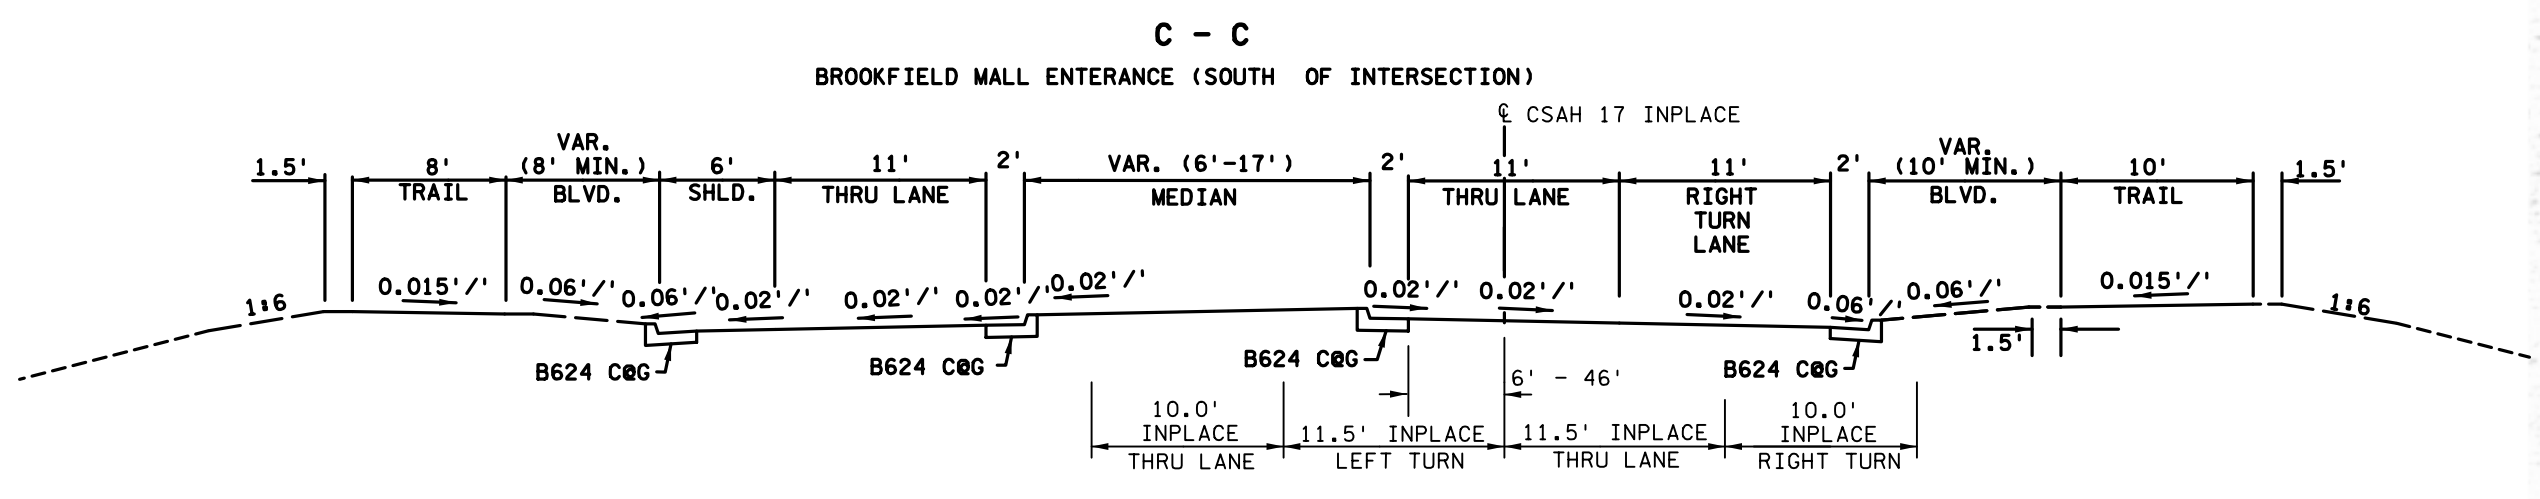 C - C
BROOKFIELD MALL ENTERANCE (SOUTH OF INTERSECTION)
℄ CSAH 17 INPLACE
1.5'
8'
TRAIL
VAR.
(8' MIN.)
BLVD.
6'
SHLD.
11'
THRU LANE
2'
VAR. (6'-17')
MEDIAN
2'
11'
THRU LANE
11'
RIGHT
TURN
LANE
2'
VAR.
(10' MIN.)
BLVD.
10'
TRAIL
1.5'
1:6
0.015'/'
0.06'/'
0.06'/'
0.02'/'
0.02'/'
0.02'/'
0.02'/'
0.02'/'
0.02'/'
0.02'/'
0.06'/'
0.06'/'
0.015'/'
1:6
1.5'
B624 C@G
B624 C@G
B624 C@G
B624 C@G
6' - 46'
10.0'
INPLACE
THRU LANE
11.5' INPLACE
LEFT TURN
11.5' INPLACE
THRU LANE
10.0'
INPLACE
RIGHT TURN